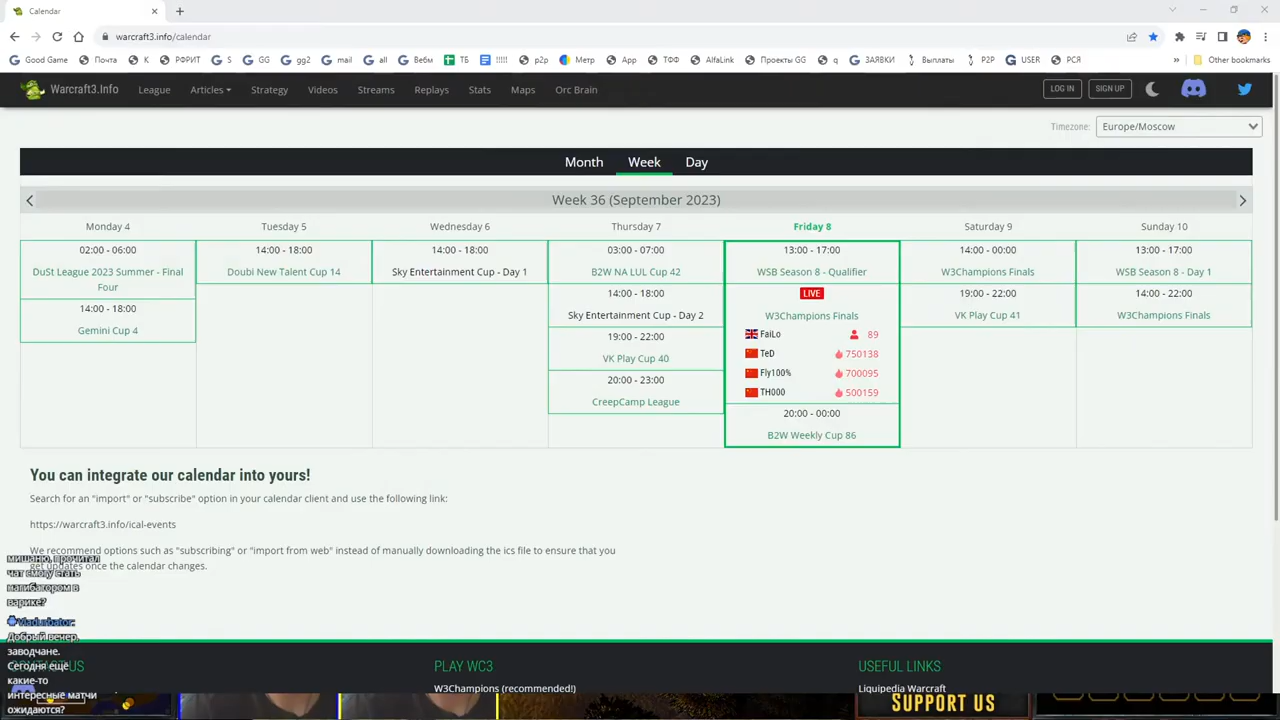 Calendar
warcraft3.info/calendar
Good Game Почта К РФРИТ S GG gg2 mail all Вебм ТБ !!!!! p2p Метр App ТФФ AlfaLink Проекты GG q ЗАЯВКИ Выплаты P2P USER РСЯ » Other bookmarks
Warcraft3.Info League Articles Strategy Videos Streams Replays Stats Maps Orc Brain LOG IN SIGN UP
Timezone: Europe/Moscow
Month Week Day
Week 36 (September 2023)
Monday 4 Tuesday 5 Wednesday 6 Thursday 7 Friday 8 Saturday 9 Sunday 10
02:00 - 06:00 14:00 - 18:00 14:00 - 18:00 03:00 - 07:00 13:00 - 17:00 14:00 - 00:00 13:00 - 17:00
DuSt League 2023 Summer - Final Four Doubi New Talent Cup 14 Sky Entertainment Cup - Day 1 B2W NA LUL Cup 42 WSB Season 8 - Qualifier W3Champions Finals WSB Season 8 - Day 1
14:00 - 18:00 LIVE 19:00 - 22:00 14:00 - 22:00
14:00 - 18:00
Sky Entertainment Cup - Day 2 W3Champions Finals VK Play Cup 41 W3Champions Finals
Gemini Cup 4 19:00 - 22:00 FaiLo 89
VK Play Cup 40 TeD 750138
20:00 - 23:00 Fly100% 700095
CreepCamp League TH000 500159
20:00 - 00:00
B2W Weekly Cup 86
You can integrate our calendar into yours!
Search for an "import" or "subscribe" option in your calendar client and use the following link:
https://warcraft3.info/ical-events
We recommend options such as "subscribing" or "import from web" instead of manually downloading the ics file to ensure that you
get updates once the calendar changes.
мишаню, прочитал
чат смогу стать
нагибатором в
варике?
Vladurbator:
Добрый вечер,
заводчане.
Сегодня ещё
какие-то
интересные матчи
ожидаются?
CONTACT US PLAY WC3 USEFUL LINKS
W3Champions (recommended!) Liquipedia Warcraft
SUPPORT US